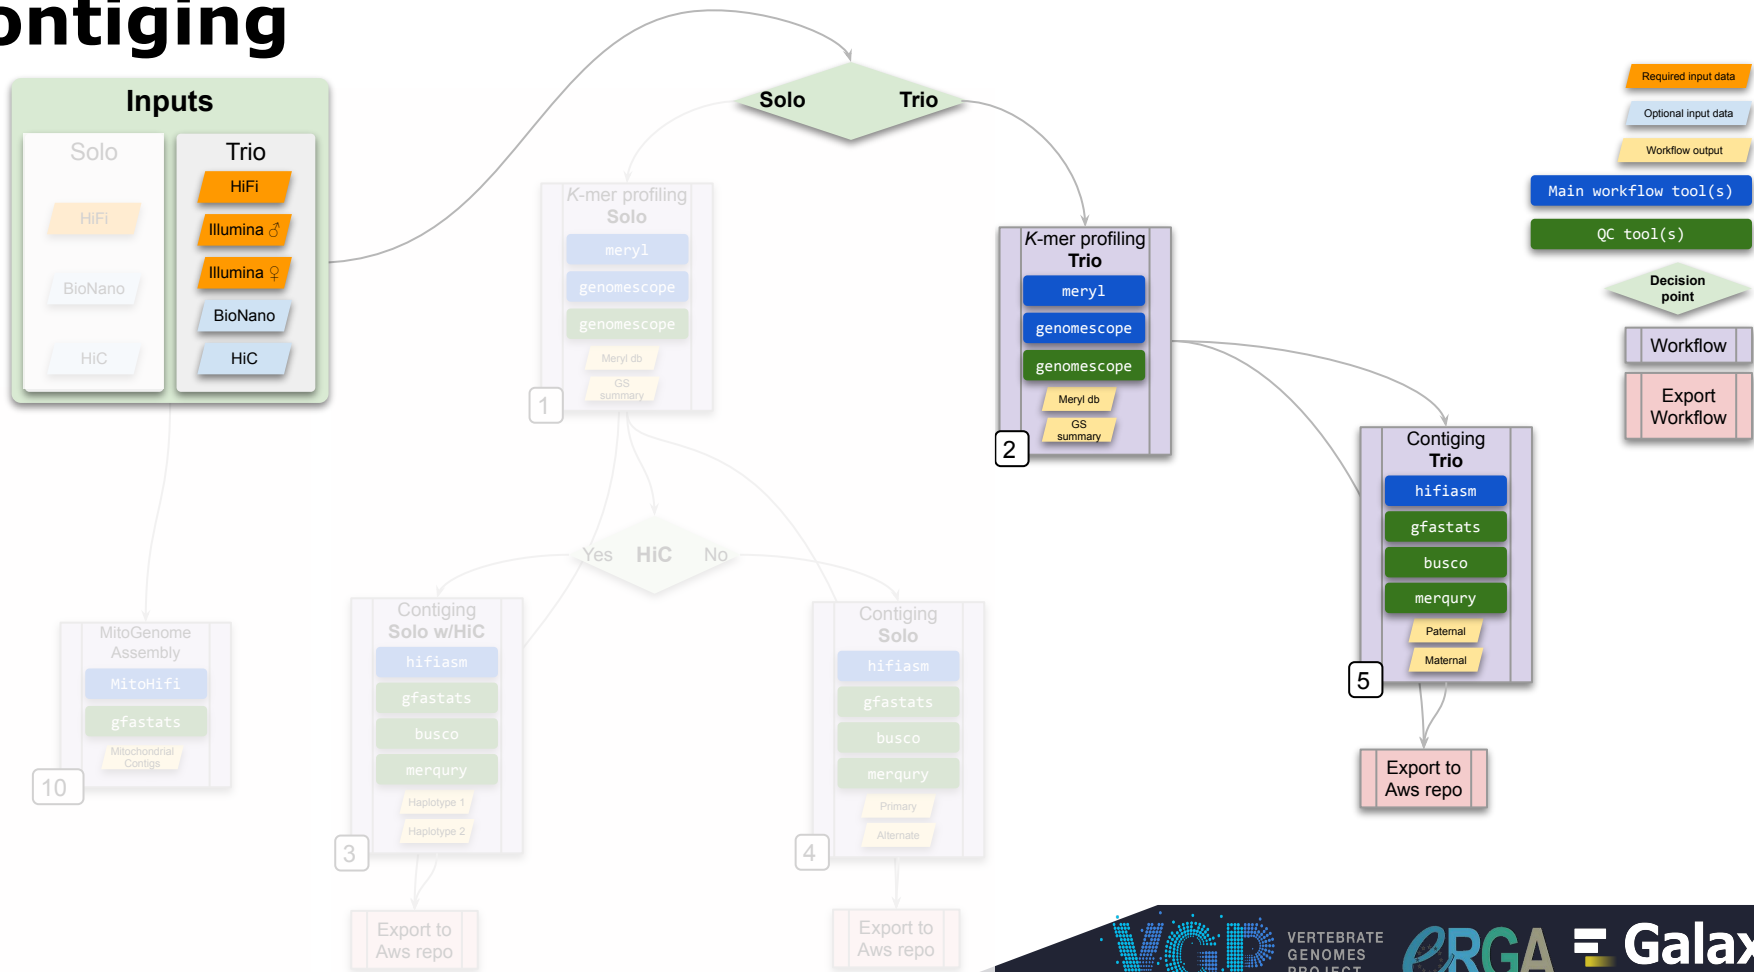 ontiging
Inputs
Solo
HiFi
BioNano
HiC
Trio
HiFi
Illumina ♂
Illumina ♀
BioNano
HiC
Solo
Trio
K-mer profiling
Solo
meryl
genomescope
genomescope
Meryl db
GS
summary
1
K-mer profiling
Trio
meryl
genomescope
genomescope
Meryl db
GS
summary
2
Required input data
Optional input data
Workflow output
Main workflow tool(s)
QC tool(s)
Decision
point
Workflow
Export
Workflow
Yes
HiC
No
MitoGenome
Assembly
MitoHifi
gfastats
Mitochondrial
Contigs
10
Contiging
Solo w/HiC
hifiasm
gfastats
busco
merqury
Haplotype 1
Haplotype 2
3
Export to
Aws repo
Contiging
Solo
hifiasm
gfastats
busco
merqury
Primary
Alternate
4
Export to
Aws repo
Contiging
Trio
hifiasm
gfastats
busco
merqury
Paternal
Maternal
5
Export to
Aws repo
VGP
VERTEBRATE
GENOMES
PROJECT
eRGA
Galax